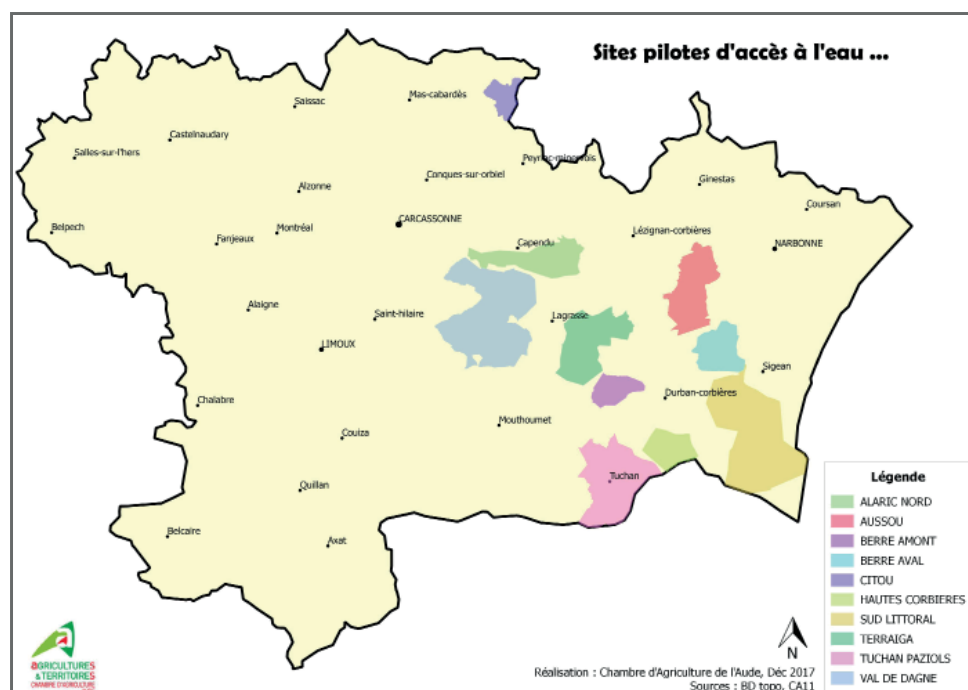 Sites pilotes d'accès à l'eau ...
Mas-cabardès
Saissac
Castelnaudary
Salles-sur-l'hers
Peyriac-minervois
Conques-sur-orbiel
Ginestas
Alzonne
Coursan
CARCASSONNE
Belpech
Montréal
Fanjeaux
Lézignan-corbières
Capendu
NARBONNE
Alaigne
Saint-hilaire
Lagrasse
LIMOUX
Sigean
Chalabre
Durban-corbières
Mouthoumet
Couiza
Tuchan
Quillan
Belcaire
Axat
Légende
ALARIC NORD
AUSSOU
BERRE AMONT
BERRE AVAL
CITOU
HAUTES CORBIERES
SUD LITTORAL
TERRAIGA
TUCHAN PAZIOLS
VAL DE DAGNE
N
Réalisation : Chambre d'Agriculture de l'Aude, Déc 2017
Sources : BD topo, CA11
AGRICULTURES
& TERRITOIRES
CHAMBRE D'AGRICULTURE